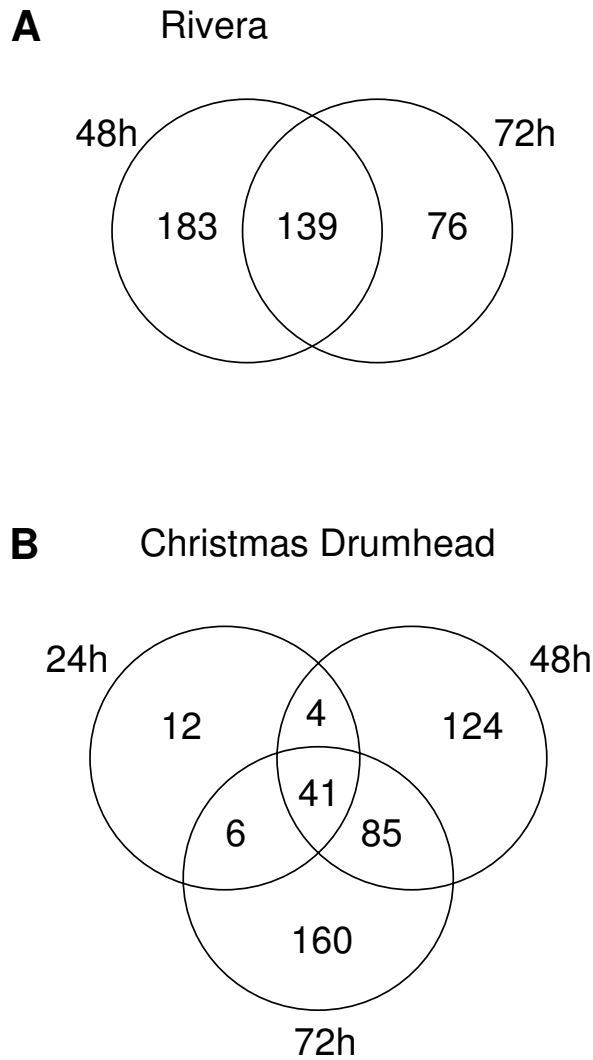 A Rivera
48h 72h
183 139 76
B Christmas Drumhead
24h 48h
12 4 124
41
6 85
160
72h